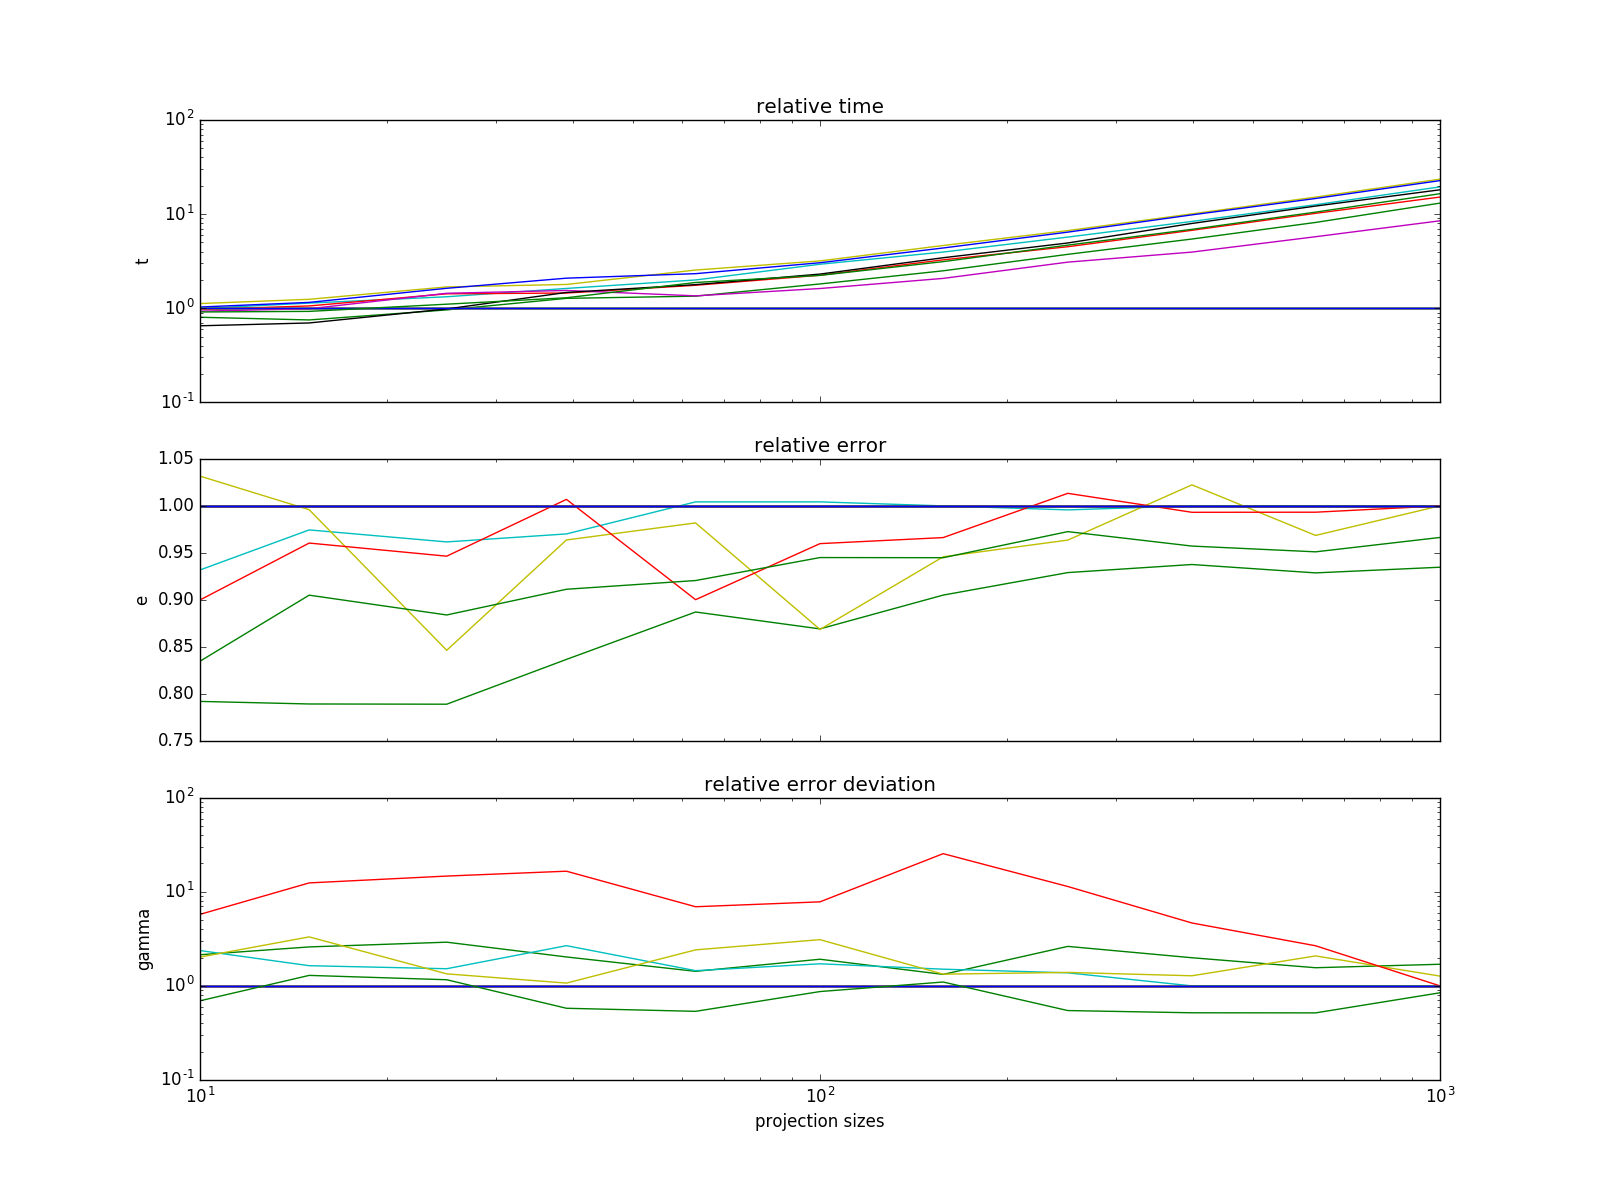 relative time
10^2
10^1
10^0
10^-1
t
relative error
1.05
1.00
0.95
0.90
0.85
0.80
0.75
e
relative error deviation
10^2
10^1
10^0
10^-1
gamma
10^1 10^2 10^3
projection sizes